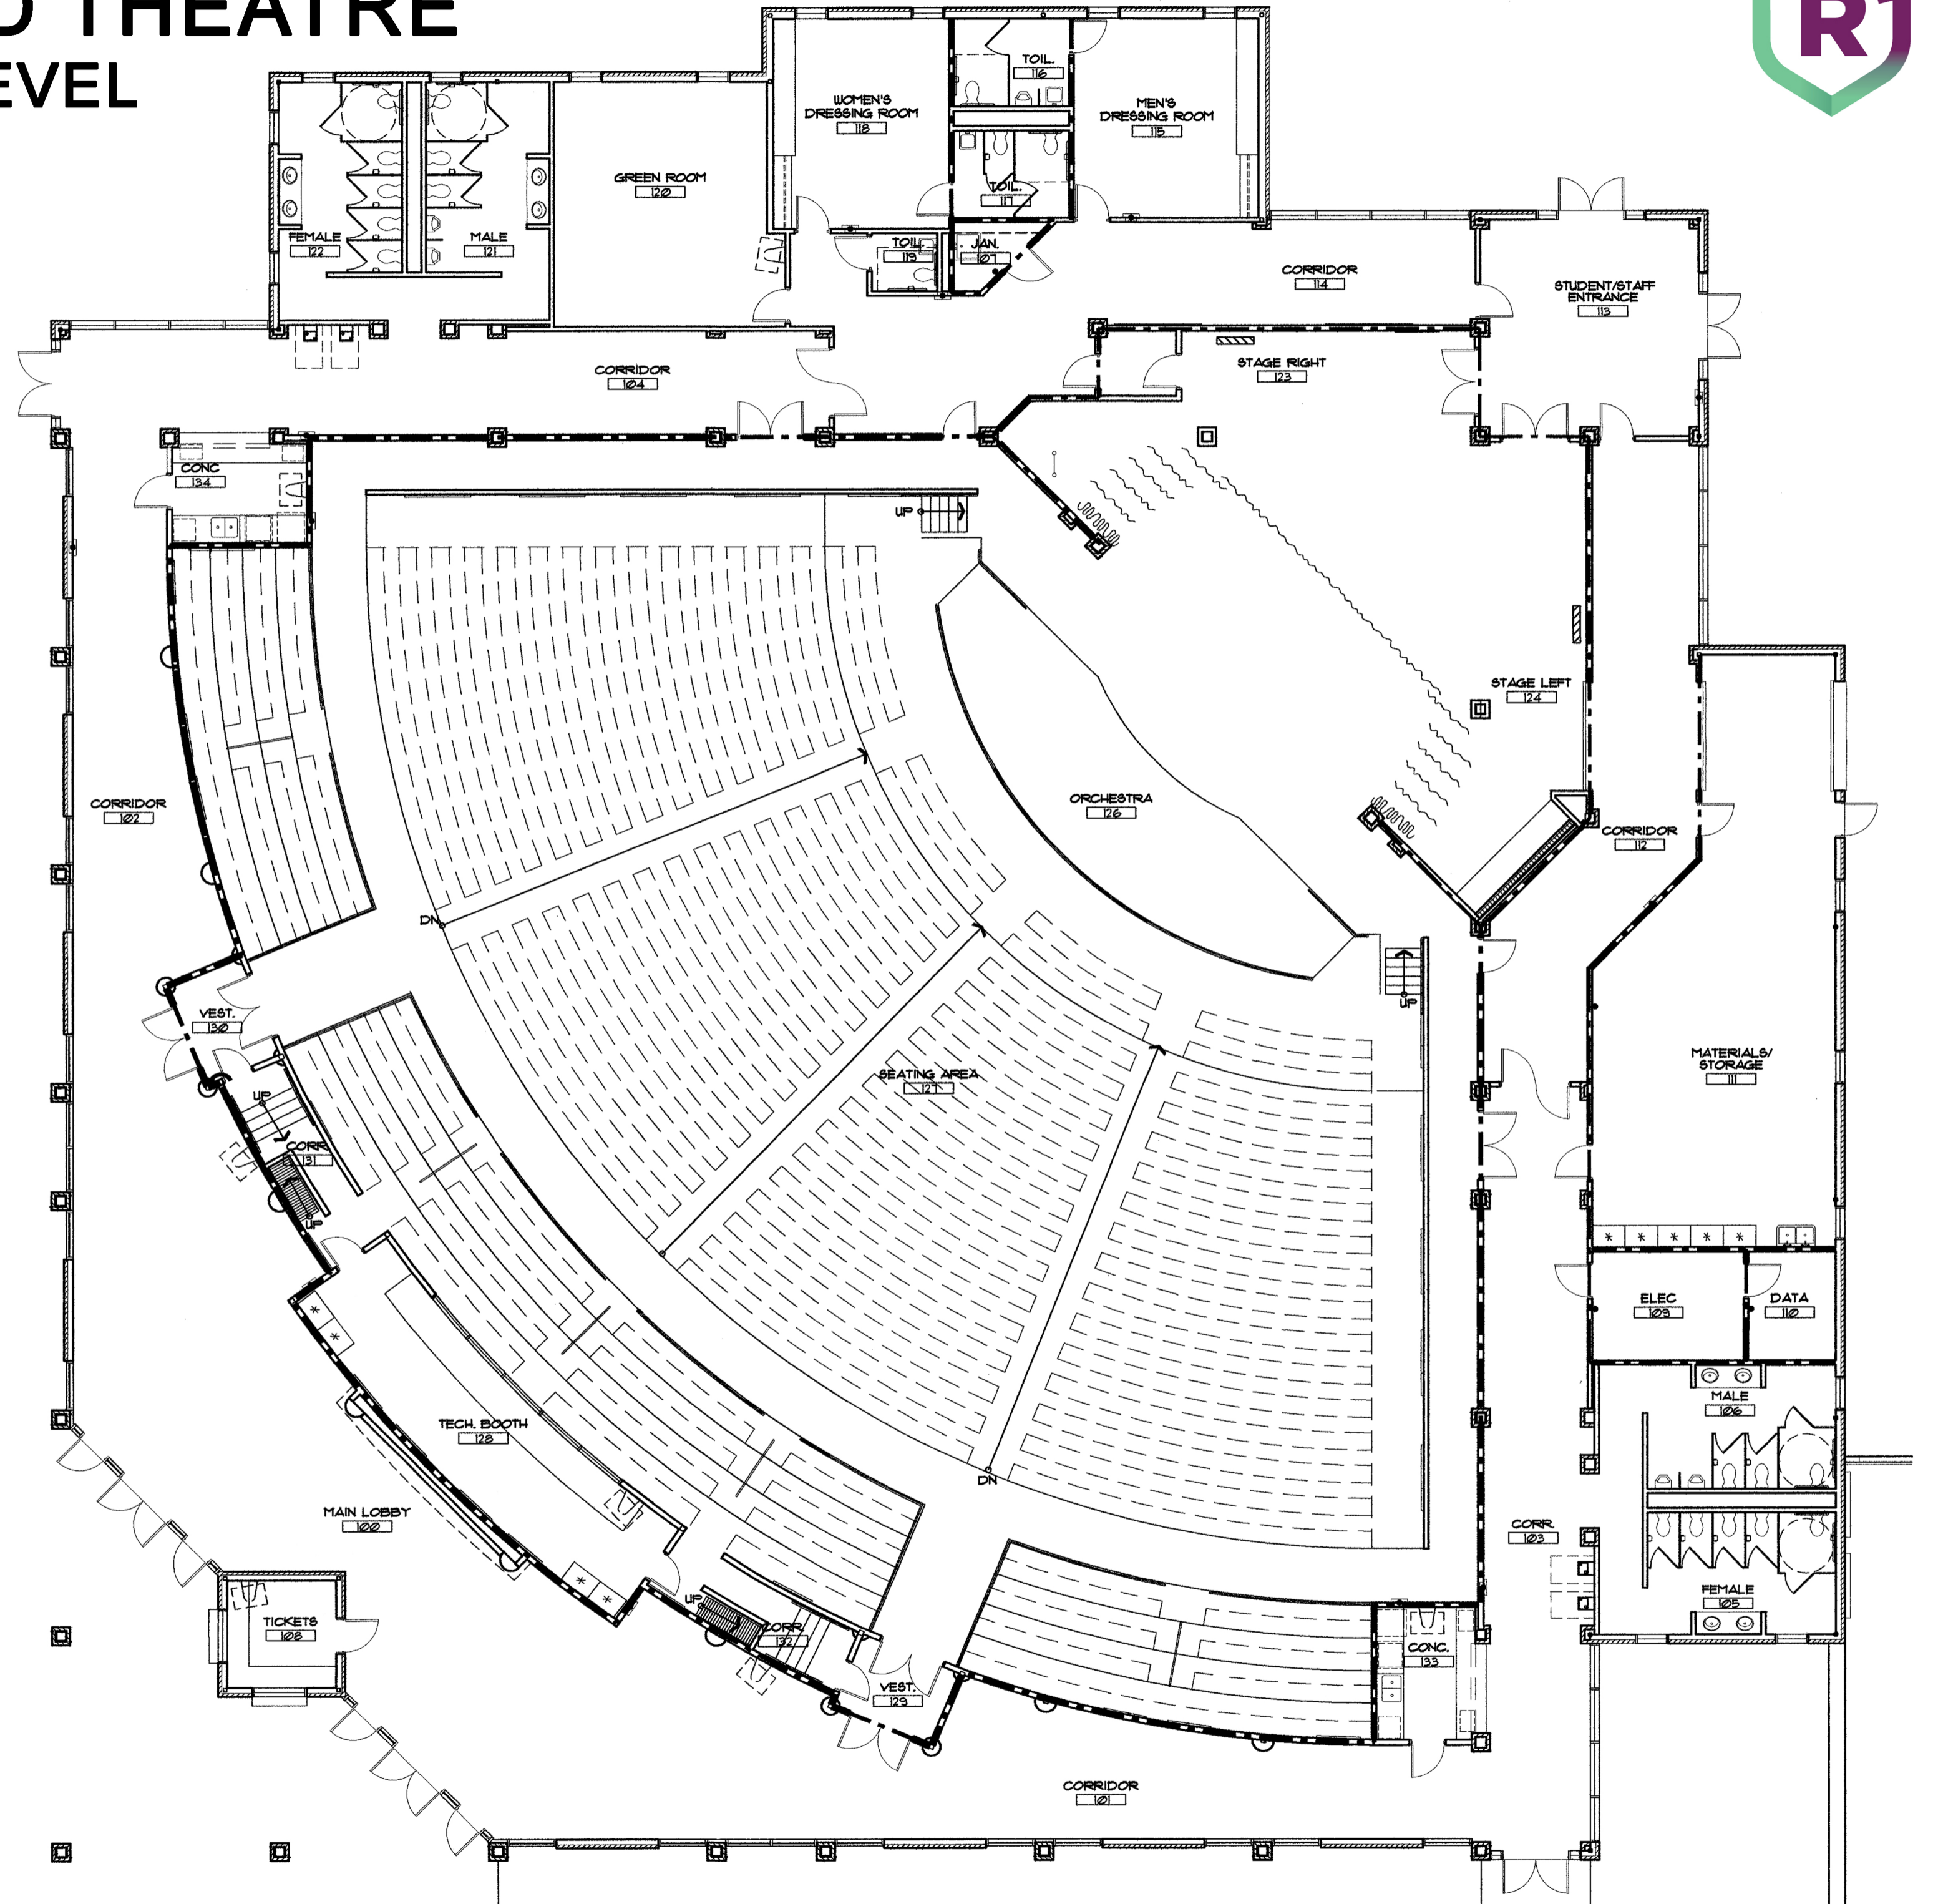 D THEATRE
EVEL
R1
TOIL.
116
WOMEN'S
DRESSING ROOM
118
MEN'S
DRESSING ROOM
115
GREEN ROOM
120
TOIL.
117
FEMALE
122
MALE
121
TOIL.
119
JAN.
107
CORRIDOR
114
STUDENT/STAFF
ENTRANCE
113
CORRIDOR
104
STAGE RIGHT
123
CONC
134
UP
STAGE LEFT
124
CORRIDOR
102
ORCHESTRA
126
CORRIDOR
112
DN
UP
VEST.
130
SEATING AREA
127
MATERIALS/
STORAGE
111
UP
CORR.
131
UP
* * * * *
ELEC
109
DATA
110
*
*
MALE
106
TECH. BOOTH
128
DN
MAIN LOBBY
100
CORR.
103
*
*
FEMALE
105
UP
TICKETS
108
CORR.
132
CONC.
133
VEST.
129
CORRIDOR
101